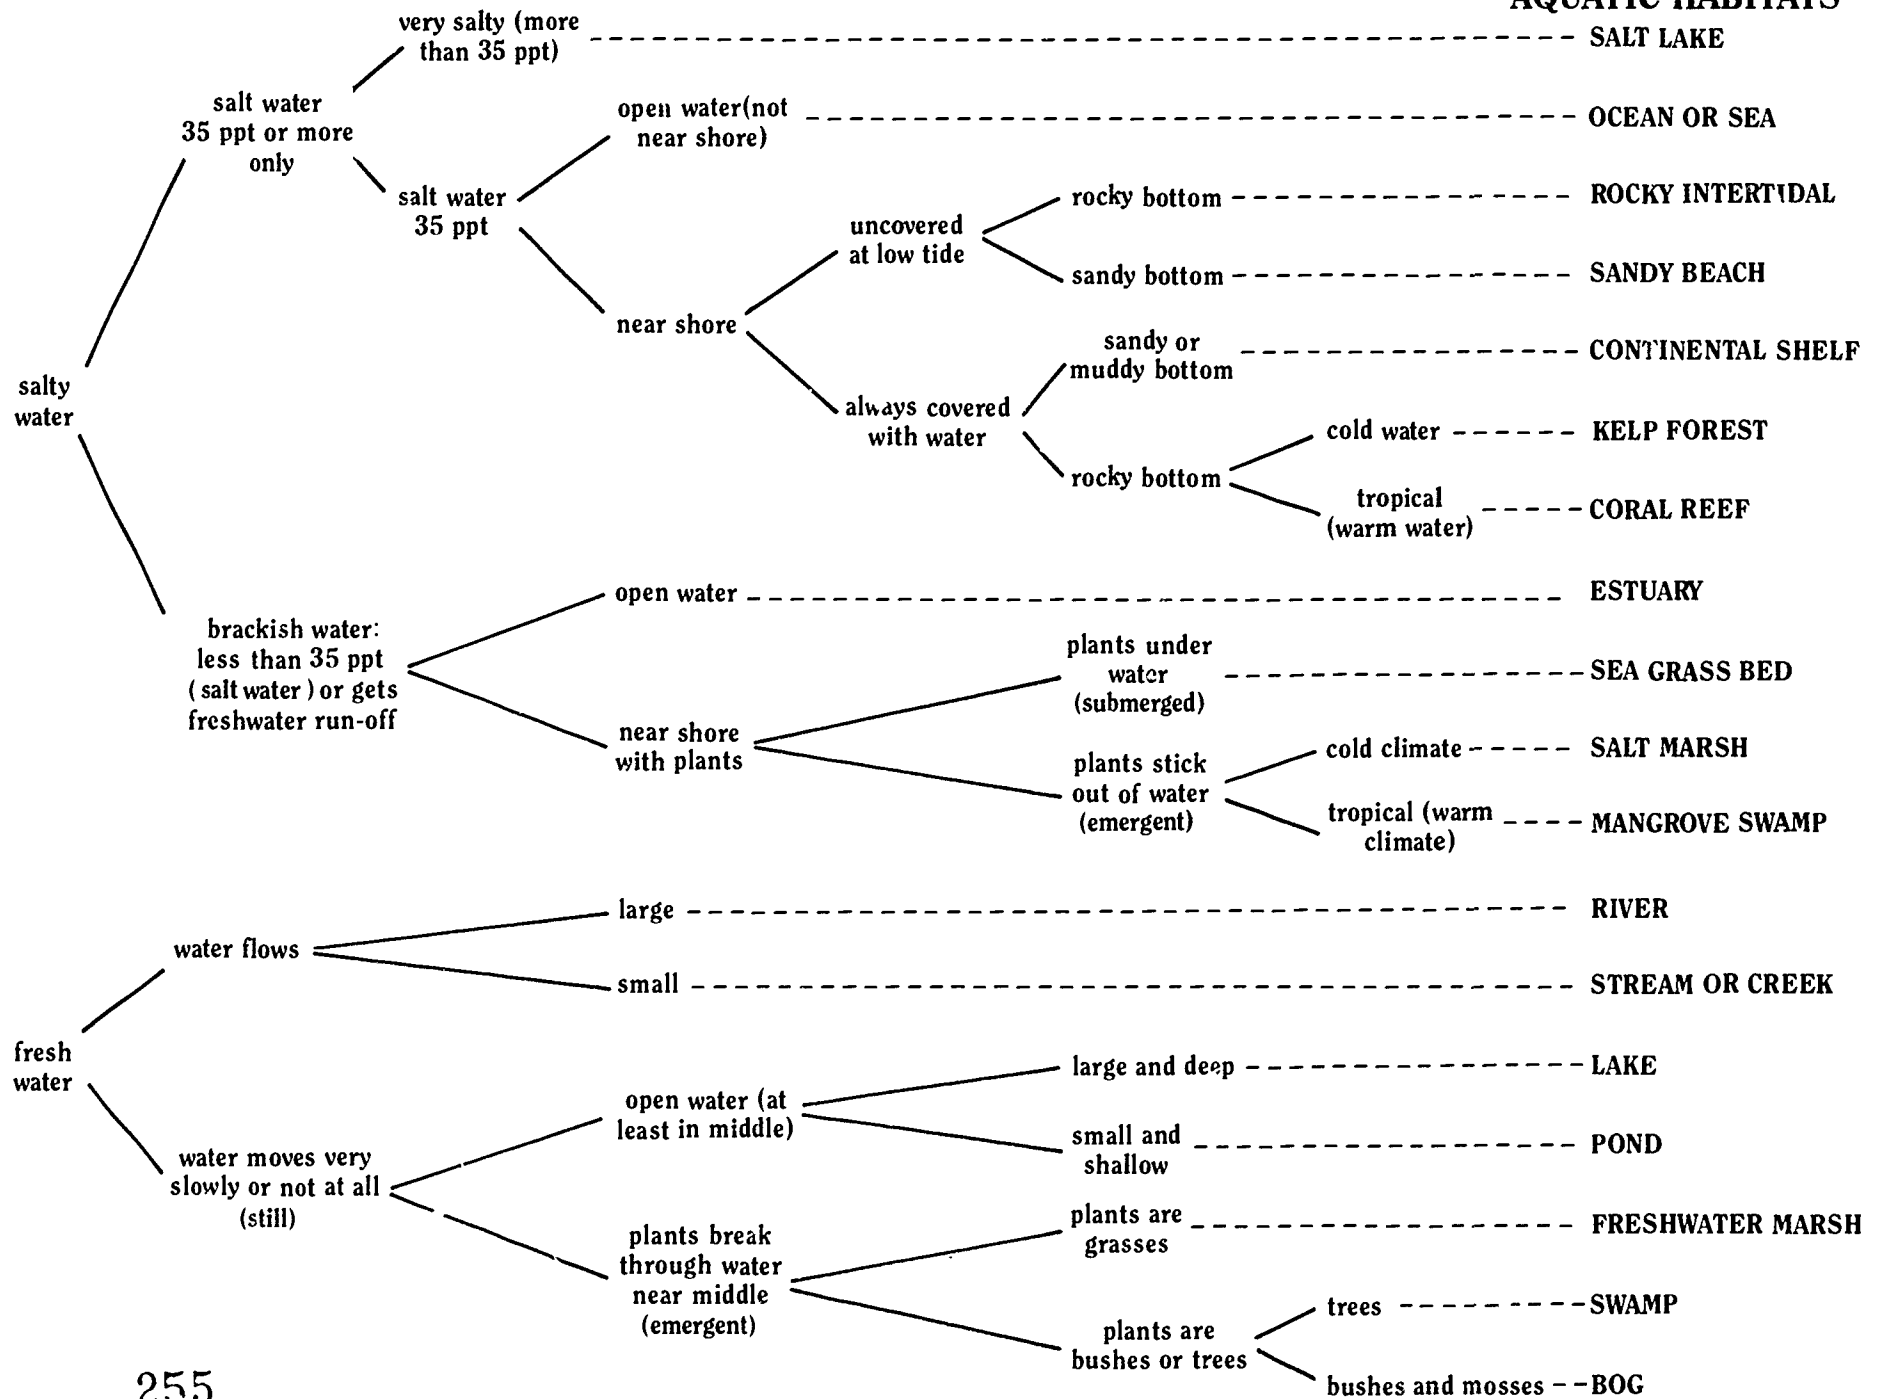 AQUATIC HABITATS
very salty (more
than 35 ppt)
SALT LAKE
salt water
35 ppt or more
only
open water(not
near shore)
OCEAN OR SEA
salt water
35 ppt
uncovered
at low tide
rocky bottom
ROCKY INTERTIDAL
sandy bottom
SANDY BEACH
near shore
sandy or
muddy bottom
CONTINENTAL SHELF
salty
water
always covered
with water
cold water
KELP FOREST
rocky bottom
tropical
(warm water)
CORAL REEF
open water
ESTUARY
brackish water:
less than 35 ppt
(salt water) or gets
freshwater run-off
plants under
water
(submerged)
SEA GRASS BED
near shore
with plants
plants stick
out of water
(emergent)
cold climate
SALT MARSH
tropical (warm
climate)
MANGROVE SWAMP
large
RIVER
water flows
small
STREAM OR CREEK
fresh
water
large and deep
LAKE
open water (at
least in middle)
small and
shallow
POND
water moves very
slowly or not at all
(still)
plants are
grasses
FRESHWATER MARSH
plants break
through water
near middle
(emergent)
trees
SWAMP
plants are
bushes or trees
bushes and mosses
BOG
255